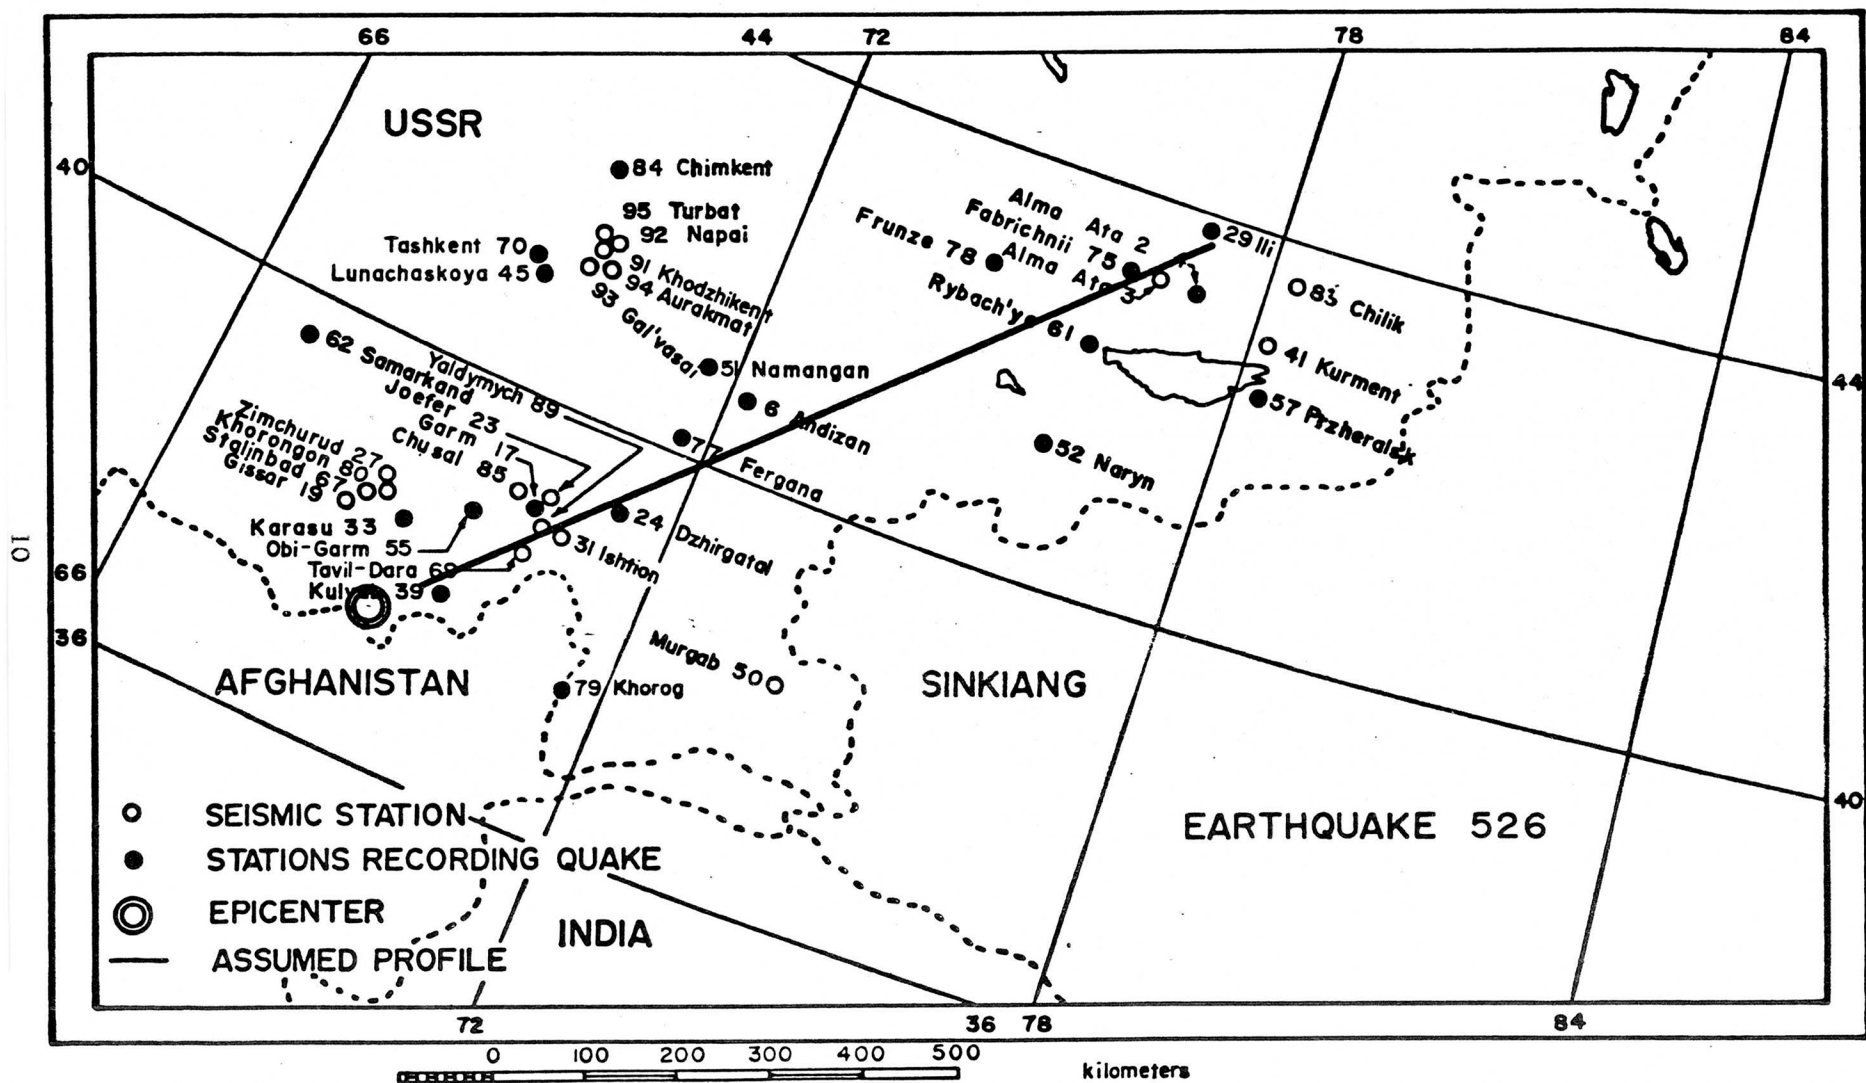 66 44 72 78 84
40
USSR
84 Chimkent
95 Turbat
92 Napai
Tashkent 70
Lunachaskoya 45
91 Khodzhikent
94 Aurakmat
93 Gal'vasai
Alma Ata 2
Fabrichnii 75
Alma Ata 3
Frunze 78
Rybach'ye 61
29 Ili
83 Chilik
41 Kurment
57 Przheralsk
44
62 Samarkand
Yaldymych 89
Joefer 23
Garm 17
Chusal 85
51 Namangan
6 Andizan
77 Fergana
52 Naryn
Zimchurud 27
Khorongon 80
Stalinbad 67
Gissar 19
Karasu 33
Obi-Garm 55
Tavil-Dara 69
39
24 Dzhirgatal
31 Ishtion
10
66
36
AFGHANISTAN
79 Khorog
Murgab 50
SINKIANG
SEISMIC STATION
STATIONS RECORDING QUAKE
EPICENTER
ASSUMED PROFILE
INDIA
EARTHQUAKE 526
40
72 36 78 84
0 100 200 300 400 500
kilometers